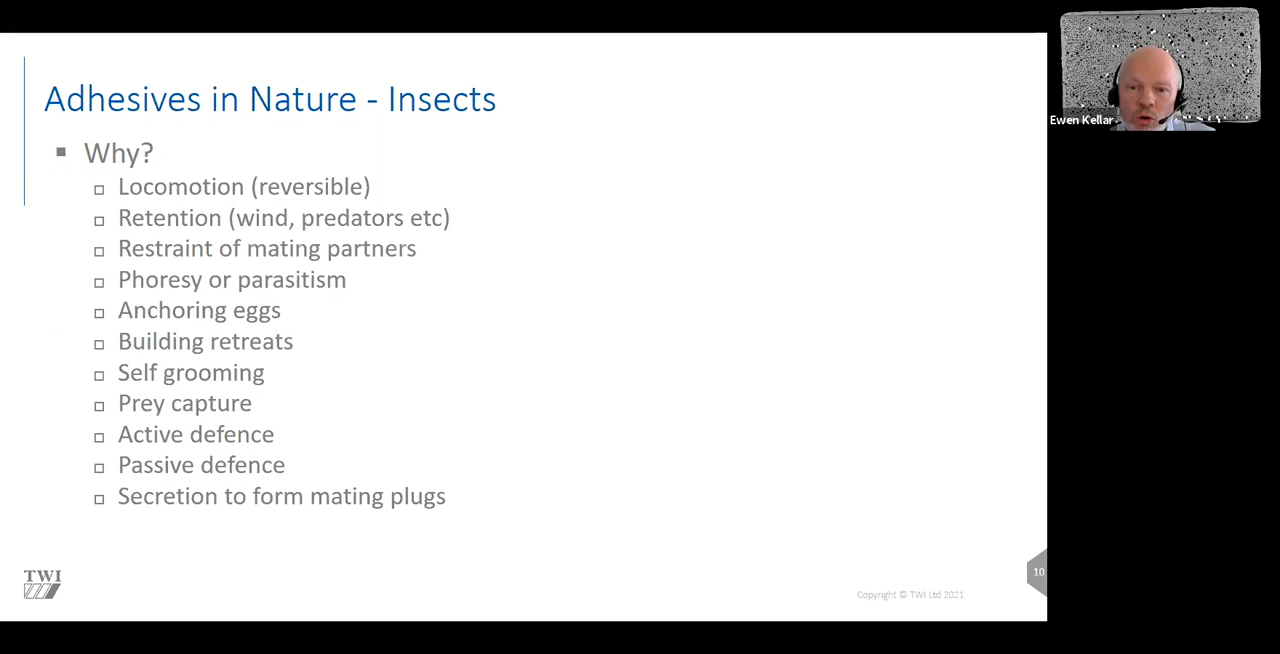 Adhesives in Nature - Insects
Why?
Locomotion (reversible)
Retention (wind, predators etc)
Restraint of mating partners
Phoresy or parasitism
Anchoring eggs
Building retreats
Self grooming
Prey capture
Active defence
Passive defence
Secretion to form mating plugs
TWI
Copyright © TWI Ltd 2021
10
Ewen Kellar